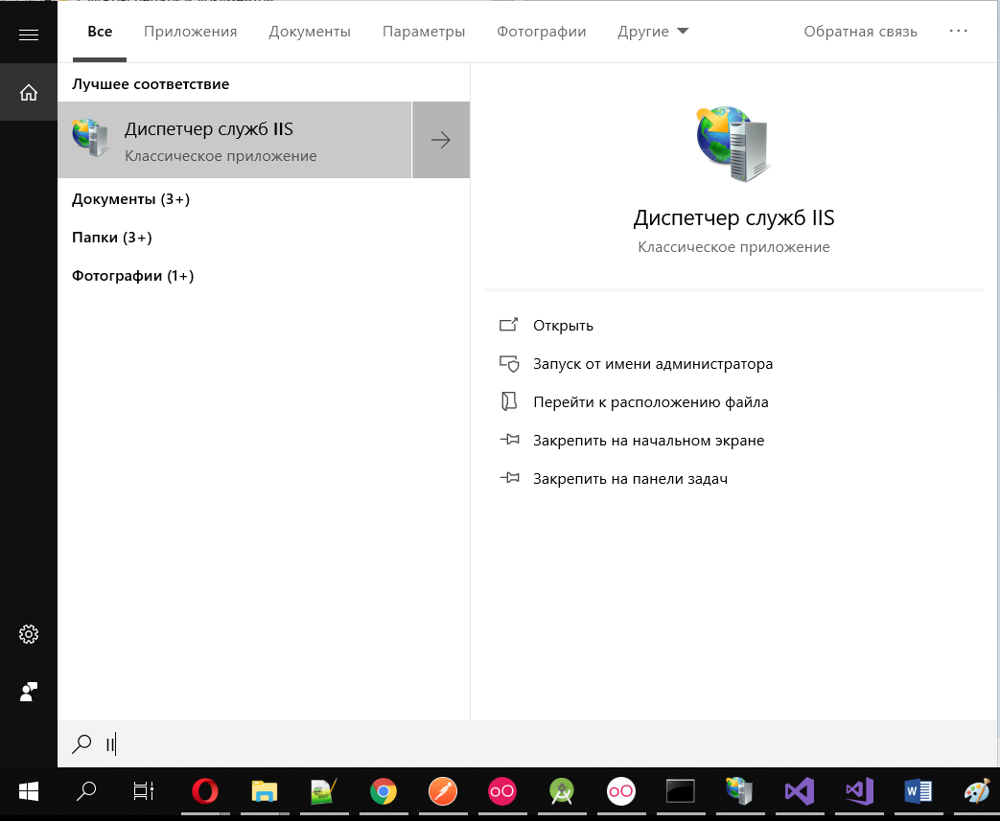 Все Приложения Документы Параметры Фотографии Другие Обратная связь ...
Лучшее соответствие
Диспетчер служб IIS
Классическое приложение
Документы (3+)
Папки (3+)
Фотографии (1+)
Диспетчер служб IIS
Классическое приложение
Открыть
Запуск от имени администратора
Перейти к расположению файла
Закрепить на начальном экране
Закрепить на панели задач
II